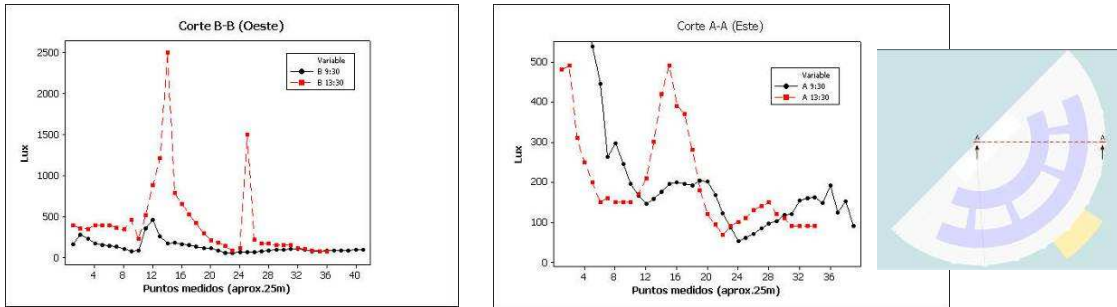 Corte B-B (Oeste)
2500
2000
1500
1000
500
0
Lux
Variable
B 9:30
B 13:30
4 8 12 16 20 24 28 32 36 40
Puntos medidos (aprox.25m)
Corte A-A (Este)
500
400
300
200
100
0
Lux
Variable
A 9:30
A 13:30
4 8 12 16 20 24 28 32 36
Puntos medidos (aprox.25m)
A A